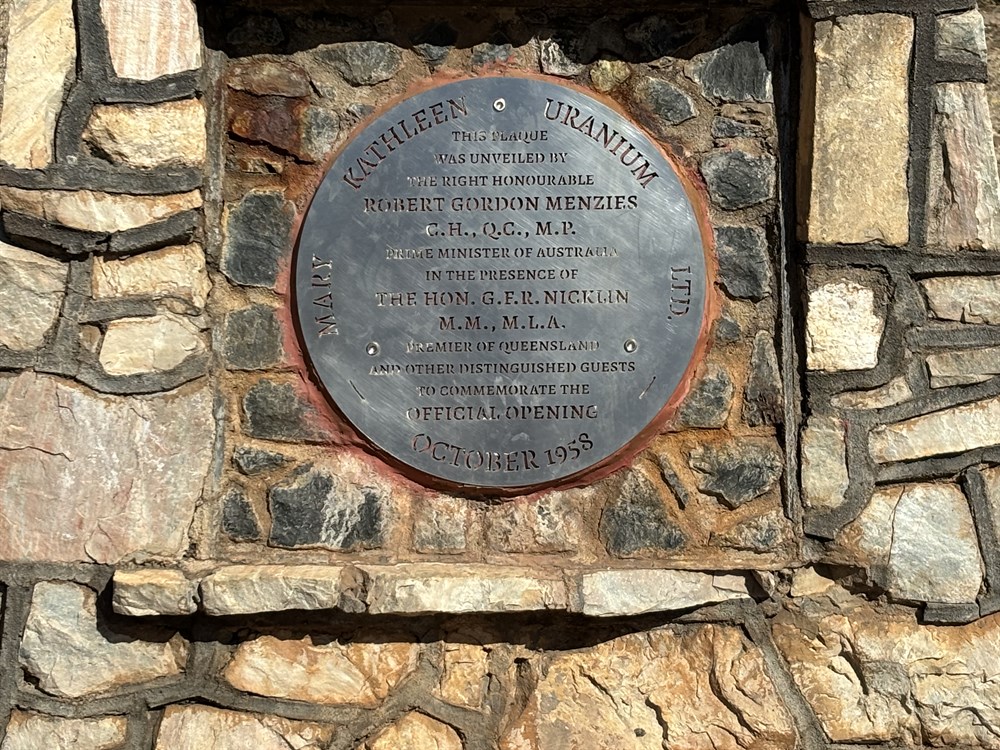 MARY KATHLEEN URANIUM LTD.
THIS PLAQUE
WAS UNVEILED BY
THE RIGHT HONOURABLE
ROBERT GORDON MENZIES
C.H., Q.C., M.P.
PRIME MINISTER OF AUSTRALIA
IN THE PRESENCE OF
THE HON. G.F.R. NICKLIN
M.M., M.L.A.
PREMIER OF QUEENSLAND
AND OTHER DISTINGUISHED GUESTS
TO COMMEMORATE THE
OFFICIAL OPENING
OCTOBER 1958